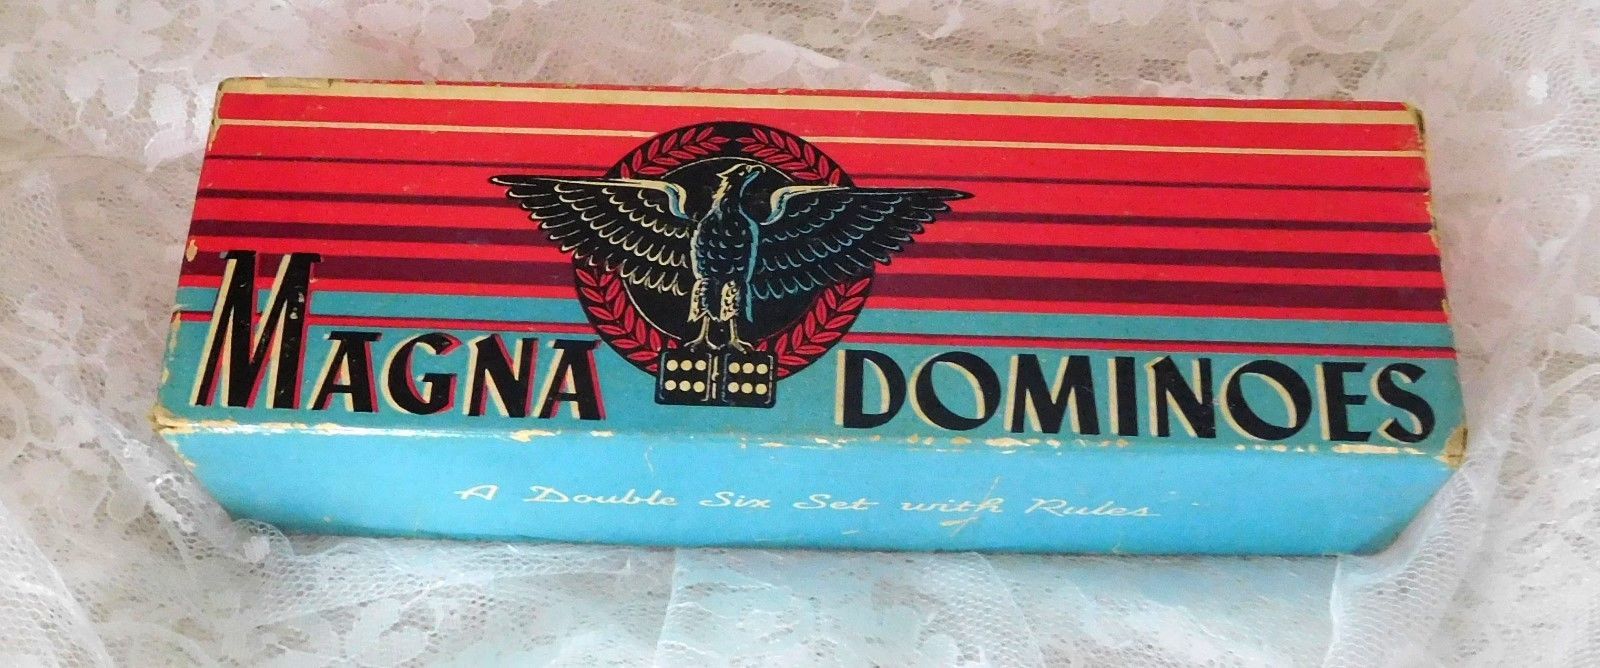 MAGNA DOMINOES
A Double Six Set with Rules